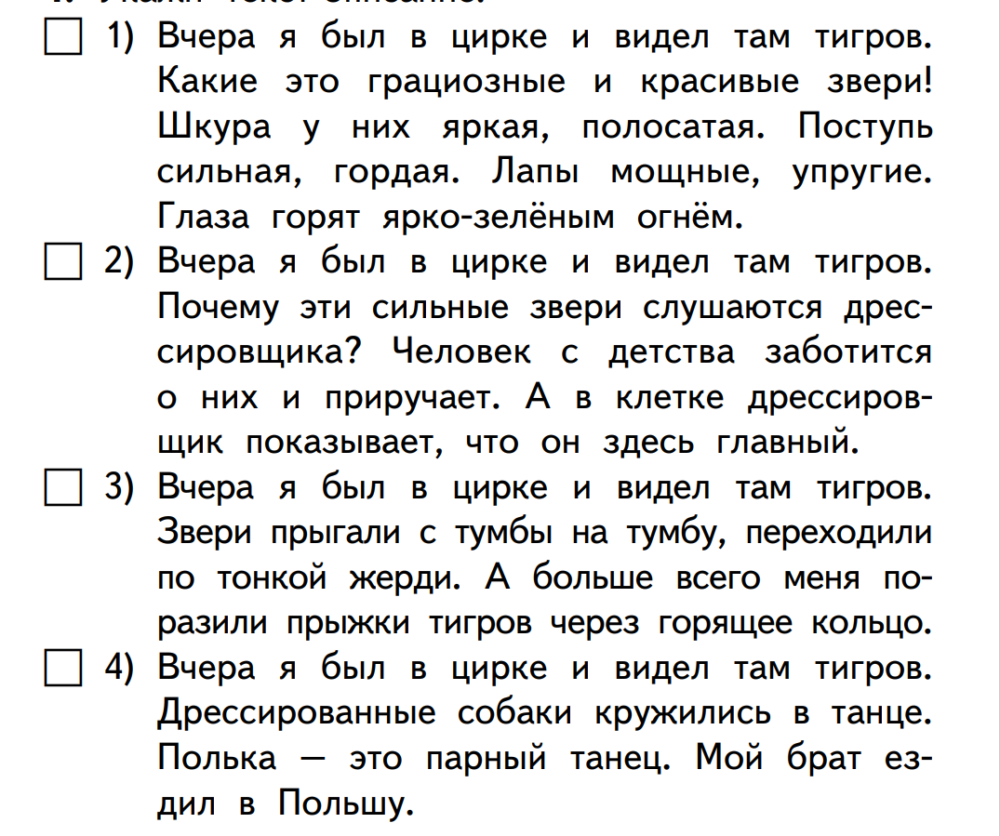 1) Вчера я был в цирке и видел там тигров.
Какие это грациозные и красивые звери!
Шкура у них яркая, полосатая. Поступь
сильная, гордая. Лапы мощные, упругие.
Глаза горят ярко-зелёным огнём.
2) Вчера я был в цирке и видел там тигров.
Почему эти сильные звери слушаются дрес-
сировщика? Человек с детства заботится
о них и приручает. А в клетке дрессиров-
щик показывает, что он здесь главный.
3) Вчера я был в цирке и видел там тигров.
Звери прыгали с тумбы на тумбу, переходили
по тонкой жерди. А больше всего меня по-
разили прыжки тигров через горящее кольцо.
4) Вчера я был в цирке и видел там тигров.
Дрессированные собаки кружились в танце.
Полька — это парный танец. Мой брат ез-
дил в Польшу.